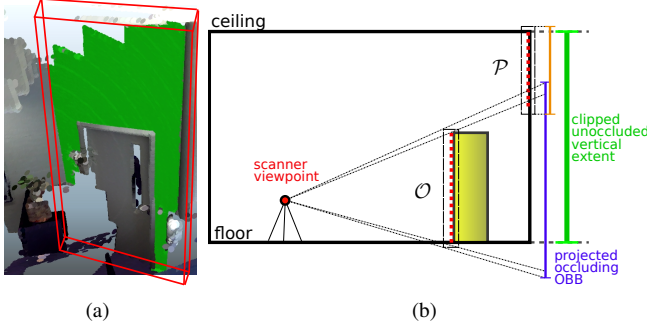 ceiling
𝒫
clipped
unoccluded
vertical
extent
scanner
viewpoint
𝒪
floor
projected
occluding
OBB
(a)
(b)